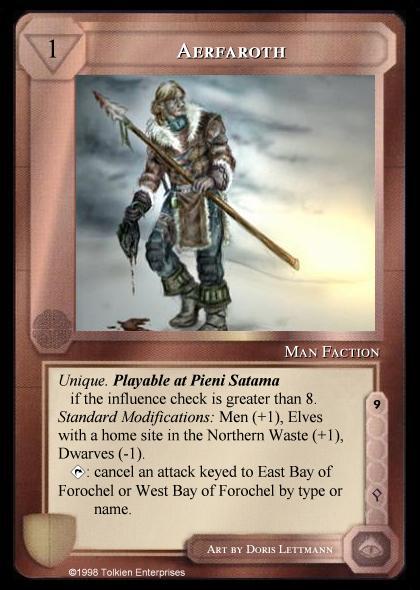 1
AERFAROTH
MAN FACTION
Unique. Playable at Pieni Satama
if the influence check is greater than 8.
Standard Modifications: Men (+1), Elves
with a home site in the Northern Waste (+1),
Dwarves (-1).
: cancel an attack keyed to East Bay of
Forochel or West Bay of Forochel by type or
name.
9
ART BY DORIS LETTMANN
©1998 Tolkien Enterprises